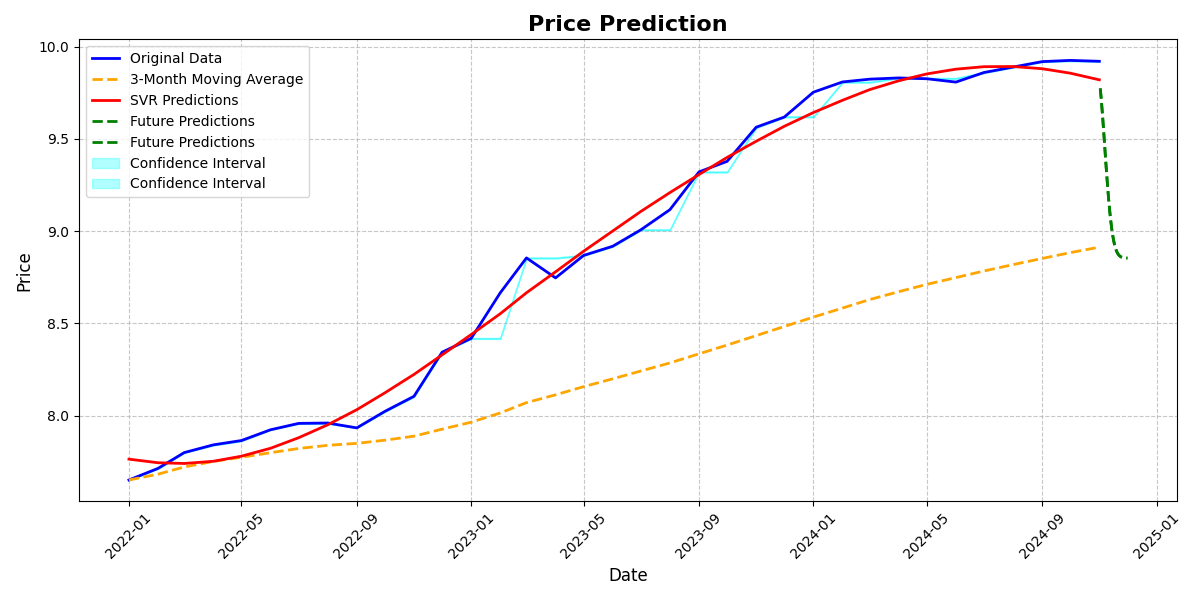 Price Prediction
Original Data
3-Month Moving Average
SVR Predictions
Future Predictions
Future Predictions
Confidence Interval
Confidence Interval
Price
10.0
9.5
9.0
8.5
8.0
2022-01
2022-05
2022-09
2023-01
2023-05
2023-09
2024-01
2024-05
2024-09
2025-01
Date